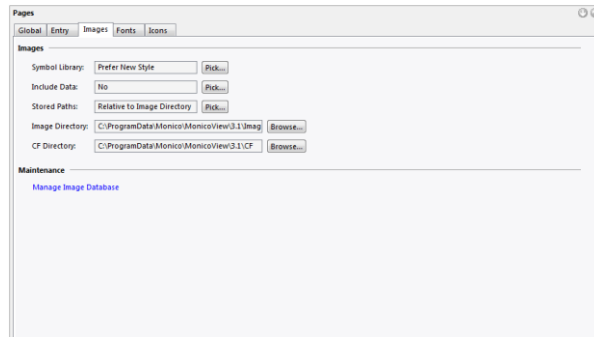 Pages
Global Entry Images Fonts Icons
Images
Symbol Library: Prefer New Style Pick...
Include Data: No Pick...
Stored Paths: Relative to Image Directory Pick...
Image Directory: C:\ProgramData\Monico\MonicoView\3.1\Imag Browse...
CF Directory: C:\ProgramData\Monico\MonicoView\3.1\CF Browse...
Maintenance
Manage Image Database